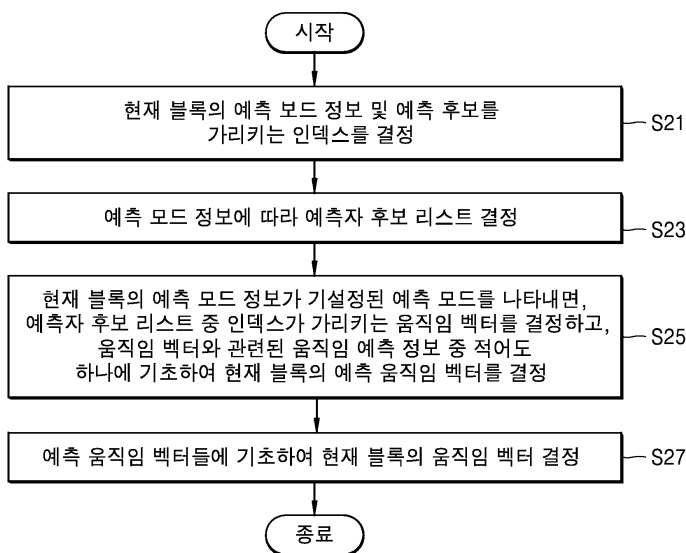 시작
현재 블록의 예측 보드 정보 및 예측 후보를
가리키는 인덱스를 결정
S21
예측 모드 정보에 따라 예측자 후보 리스트 결정
S23
현재 블록의 예측 모드 정보가 기설정된 예측 모드를 나타내면,
예측자 후보 리스트 중 인덱스가 가리키는 움직임 벡터를 결정하고,
움직임 벡터와 관련된 움직임 예측 정보 중 적어도
하나에 기초하여 현재 블록의 예측 움직임 벡터를 결정
S25
예측 움직임 벡터들에 기초하여 현재 블록의 움직임 벡터 결정
S27
종료